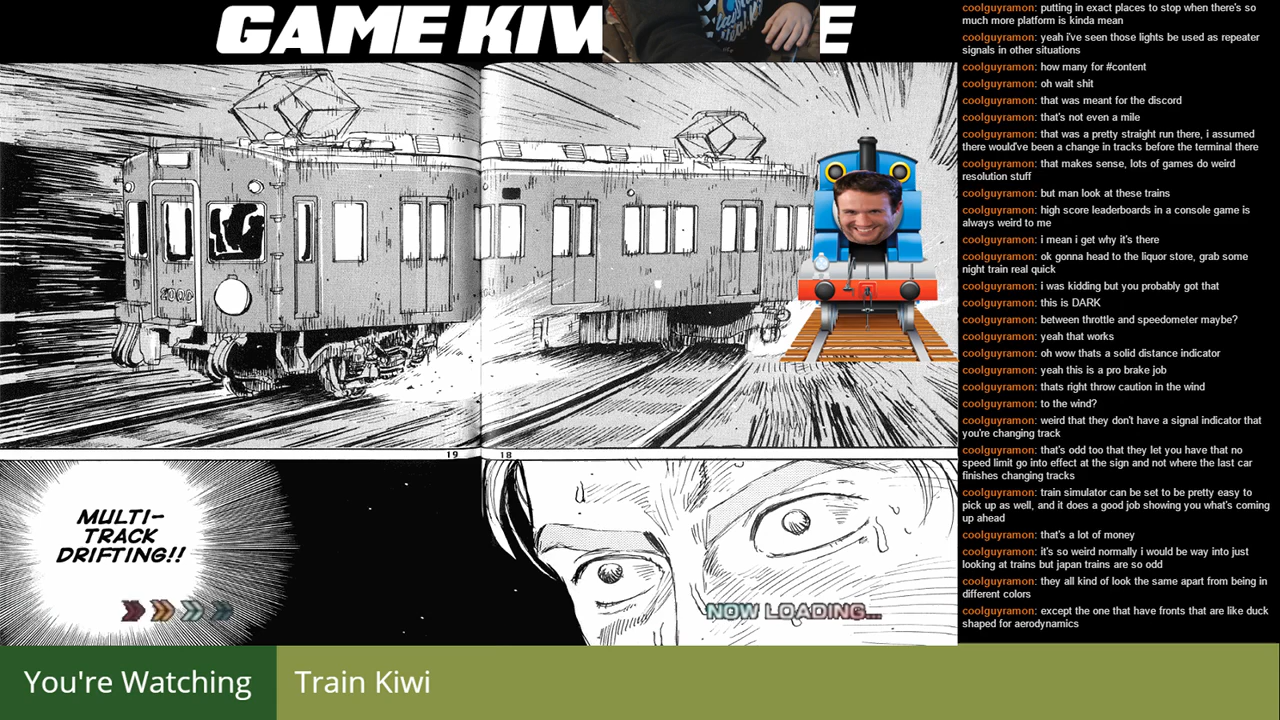 GAME KIW E
coolguyramon: putting in exact places to stop when there's so
much more platform is kinda mean
coolguyramon: yeah i've seen those lights be used as repeater
signals in other situations
coolguyramon: how many for #content
coolguyramon: oh wait shit
coolguyramon: that was meant for the discord
coolguyramon: that's not even a mile
coolguyramon: that was a pretty straight run there, i assumed
there would've been a change in tracks before the terminal there
coolguyramon: that makes sense, lots of games do weird
resolution stuff
coolguyramon: but man look at these trains
coolguyramon: high score leaderboards in a console game is
always weird to me
coolguyramon: i mean i get why it's there
coolguyramon: ok gonna head to the liquor store, grab some
night train real quick
coolguyramon: i was kidding but you probably got that
coolguyramon: this is DARK
coolguyramon: between throttle and speedometer maybe?
coolguyramon: yeah that works
coolguyramon: oh wow thats a solid distance indicator
coolguyramon: yeah this is a pro brake job
coolguyramon: thats right throw caution in the wind
coolguyramon: to the wind?
coolguyramon: weird that they don't have a signal indicator that
you're changing track
coolguyramon: that's odd too that they let you have that no
speed limit go into effect at the sign and not where the last car
finishes changing tracks
coolguyramon: train simulator can be set to be pretty easy to
pick up as well, and it does a good job showing you what's coming
up ahead
coolguyramon: that's a lot of money
coolguyramon: it's so weird normally i would be way into just
looking at trains but japan trains are so odd
coolguyramon: they all kind of look the same apart from being in
different colors
coolguyramon: except the one that have fronts that are like duck
shaped for aerodynamics
2000
19 18
MULTI-
TRACK
DRIFTING!!
NOW LOADING...
You're Watching
Train Kiwi